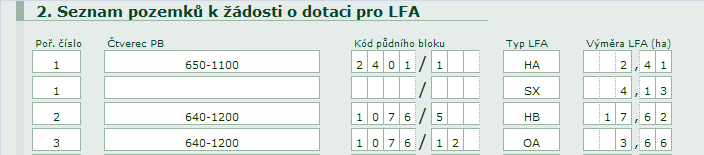 2. Seznam pozemků k žádosti o dotaci pro LFA
Poř. číslo Čtverec PB Kód půdního bloku Typ LFA Výměra LFA (ha)
1 650-1100 2401/1 HA 2,41
1 / SX 4,13
2 640-1200 1076/5 HB 17,62
3 640-1200 1076/12 OA 3,66